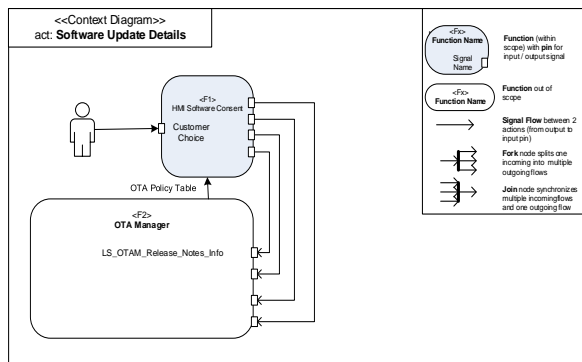 <<Context Diagram>>
act: Software Update Details
<F1>
HMI Software Consent
Customer
Choice
OTA Policy Table
<F2>
OTA Manager
LS_OTAM_Release_Notes_Info
<Fx>
Function Name
Signal
Name
Function (within
scope) with pin for
input / output signal
<Fx>
Function Name
Function out of
scope
Signal Flow between 2
actions (from output to
input pin)
Fork node splits one
incoming into multiple
outgoing flows
Join node synchronizes
multiple incomingflows
and one outgoing flow